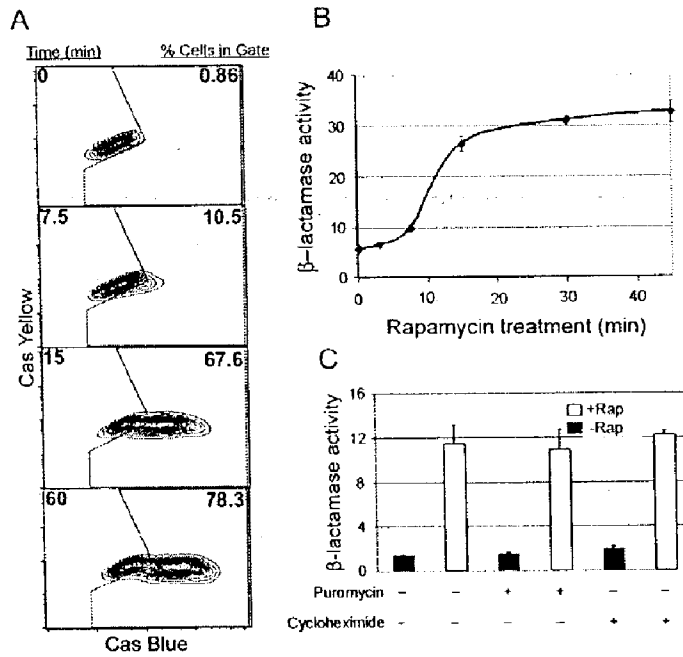 A
Time (min) % Cells in Gate
0 0.86
7.5 10.5
15 67.6
60 78.3
Cas Yellow
Cas Blue
B
β-lactamase activity
40
30
20
10
0
0 10 20 30 40
Rapamycin treatment (min)
C
β-lactamase activity
16
12
8
4
0
+Rap
-Rap
Puromycin - - + + - -
Cycloheximide - - - - + +